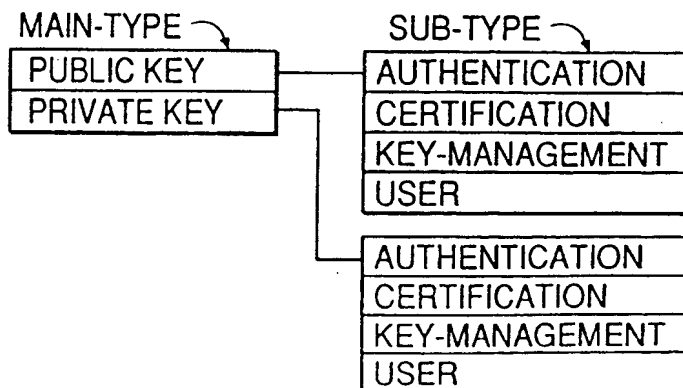 MAIN-TYPE
PUBLIC KEY
PRIVATE KEY
SUB-TYPE
AUTHENTICATION
CERTIFICATION
KEY-MANAGEMENT
USER
AUTHENTICATION
CERTIFICATION
KEY-MANAGEMENT
USER